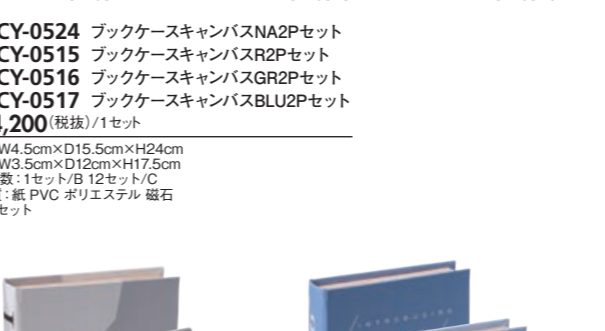 CY-0524 ブックケースキャンバスNA2Pセット
CY-0515 ブックケースキャンバスR2Pセット
CY-0516 ブックケースキャンバスGR2Pセット
CY-0517 ブックケースキャンバスBLU2Pセット
,200(税抜)/1セット
W4.5cm×D15.5cm×H24cm
W3.5cm×D12cm×H17.5cm
数:1セット/B 12セット/C
:紙 PVC ポリエステル 磁石
セット
INTRODUCTION